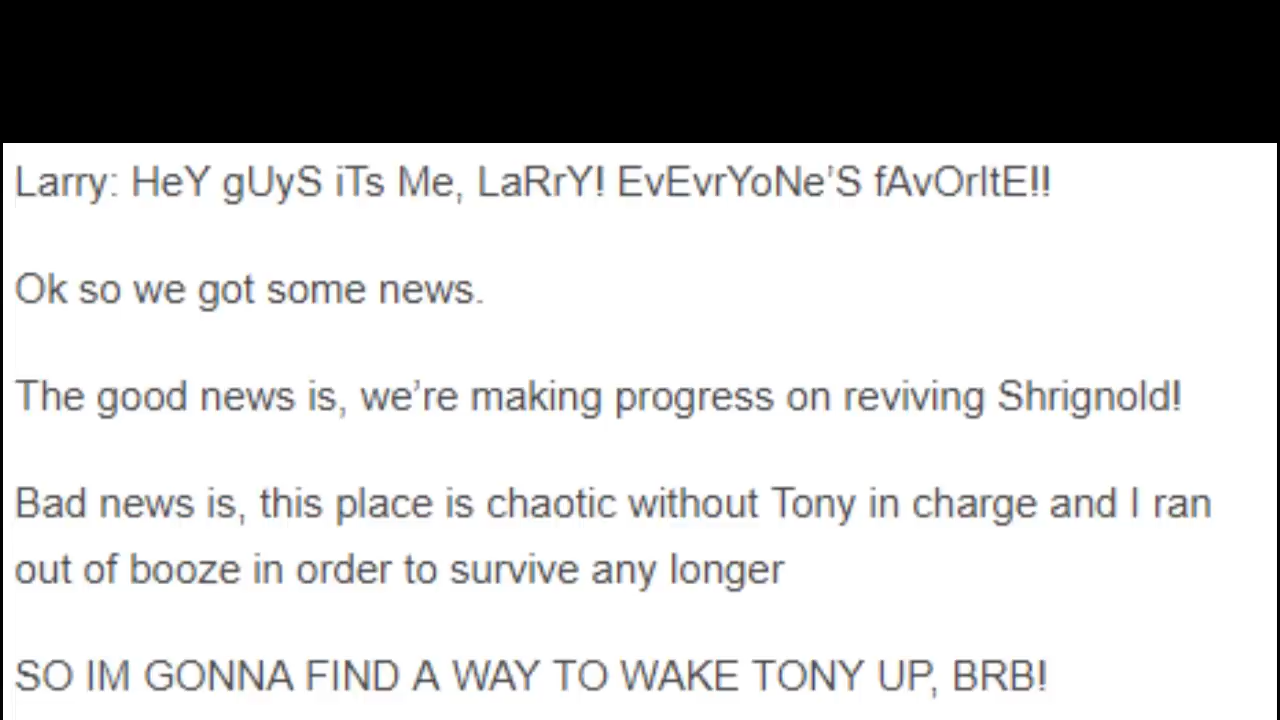 Larry: HeY gUyS iTs Me, LaRrY! EvEvrYoNe’S fAvOrItE!!
Ok so we got some news.
The good news is, we’re making progress on reviving Shrignold!
Bad news is, this place is chaotic without Tony in charge and I ran
out of booze in order to survive any longer
SO IM GONNA FIND A WAY TO WAKE TONY UP, BRB!